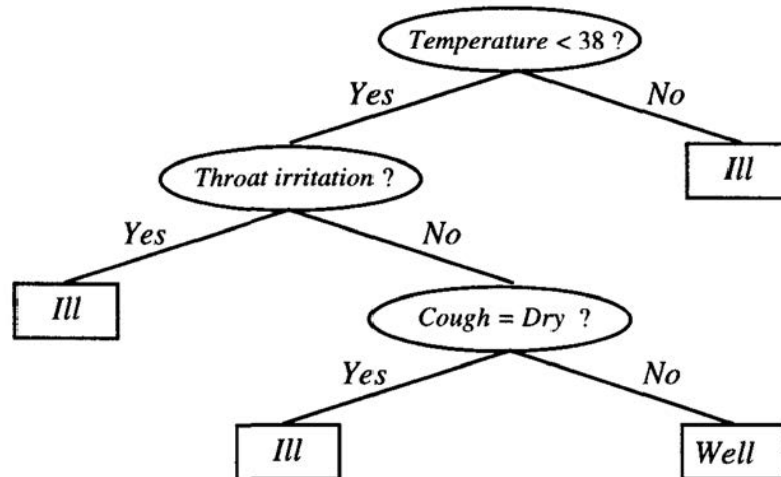 Temperature < 38 ?
Yes
No
Throat irritation ?
Ill
Yes
No
Ill
Cough = Dry ?
Yes
No
Ill
Well